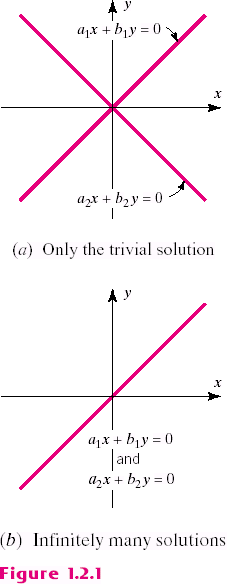 y
a₁x + b₁y = 0
x
a₂x + b₂y = 0
(a) Only the trivial solution
y
x
a₁x + b₁y = 0
and
a₂x + b₂y = 0
(b) Infinitely many solutions
Figure 1.2.1